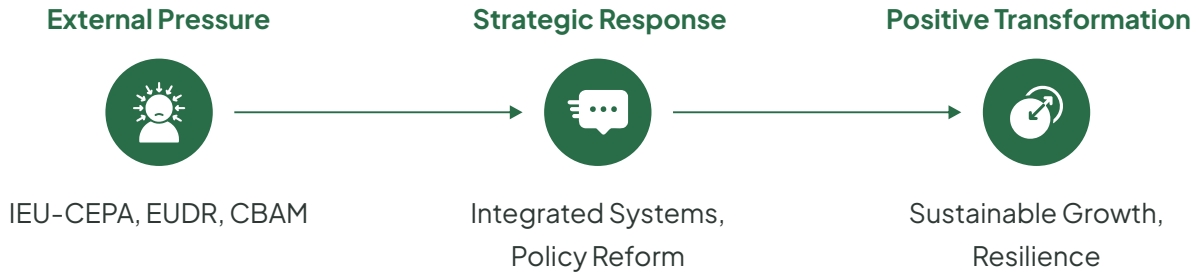 External Pressure
Strategic Response
Positive Transformation
IEU-CEPA, EUDR, CBAM
Integrated Systems,
Policy Reform
Sustainable Growth,
Resilience